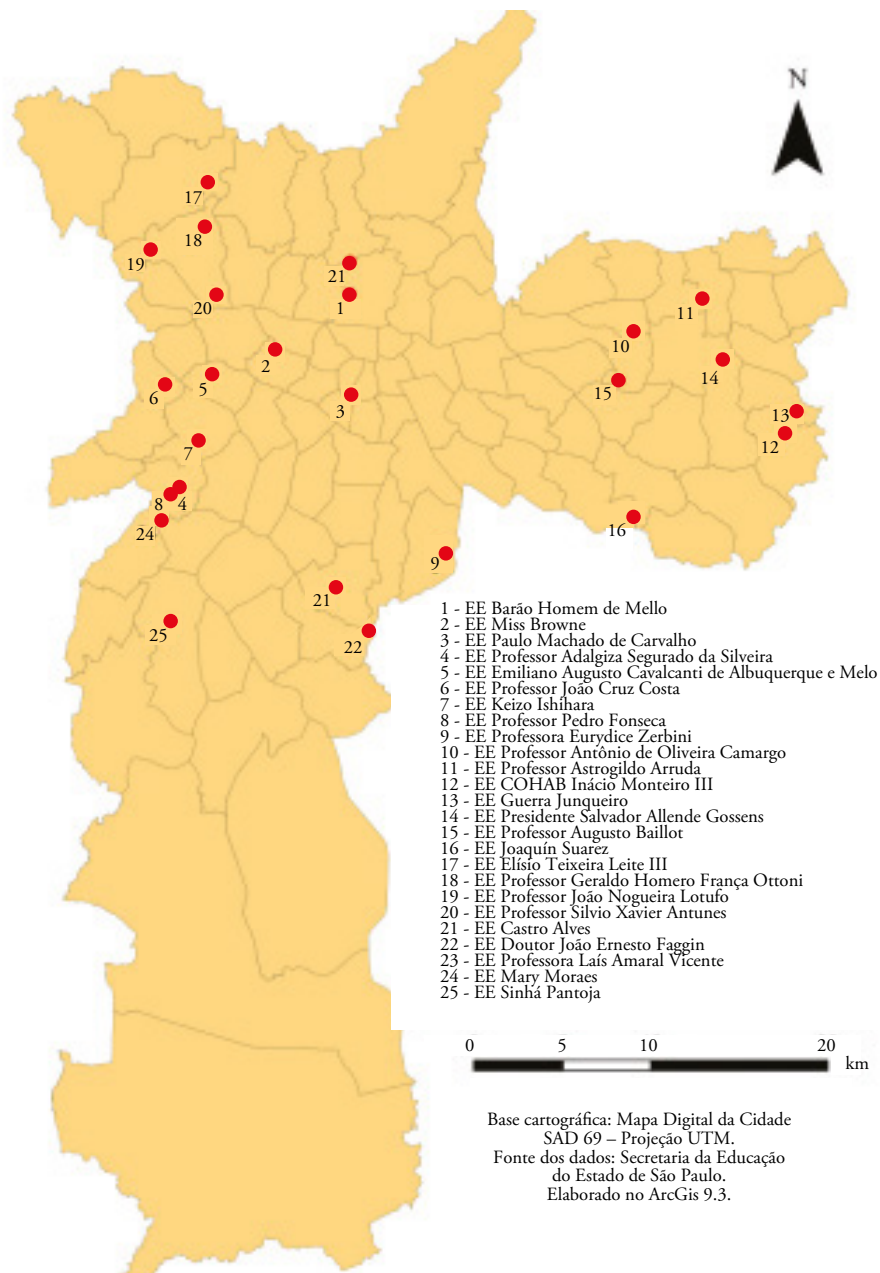 N
17
18
19
21
20
1
11
10
2
5
14
6
15
3
13
7
12
8
4
24
16
9
21
25
22
1 - EE Barão Homem de Mello
2 - EE Miss Browne
3 - EE Paulo Machado de Carvalho
4 - EE Professor Adalgiza Segurado da Silveira
5 - EE Emiliano Augusto Cavalcanti de Albuquerque e Melo
6 - EE Professor João Cruz Costa
7 - EE Keizo Ishihara
8 - EE Professor Pedro Fonseca
9 - EE Professora Eurydice Zerbini
10 - EE Professor Antônio de Oliveira Camargo
11 - EE Professor Astrogildo Arruda
12 - EE COHAB Inácio Monteiro III
13 - EE Guerra Junqueiro
14 - EE Presidente Salvador Allende Gossens
15 - EE Professor Augusto Baillot
16 - EE Joaquín Suarez
17 - EE Elísio Teixeira Leite III
18 - EE Professor Geraldo Homero França Ottoni
19 - EE Professor João Nogueira Lotufo
20 - EE Professor Silvio Xavier Antunes
21 - EE Castro Alves
22 - EE Doutor João Ernesto Faggin
23 - EE Professora Laís Amaral Vicente
24 - EE Mary Moraes
25 - EE Sinhá Pantoja
0 5 10 20
km
Base cartográfica: Mapa Digital da Cidade
SAD 69 – Projeção UTM.
Fonte dos dados: Secretaria da Educação
do Estado de São Paulo.
Elaborado no ArcGis 9.3.